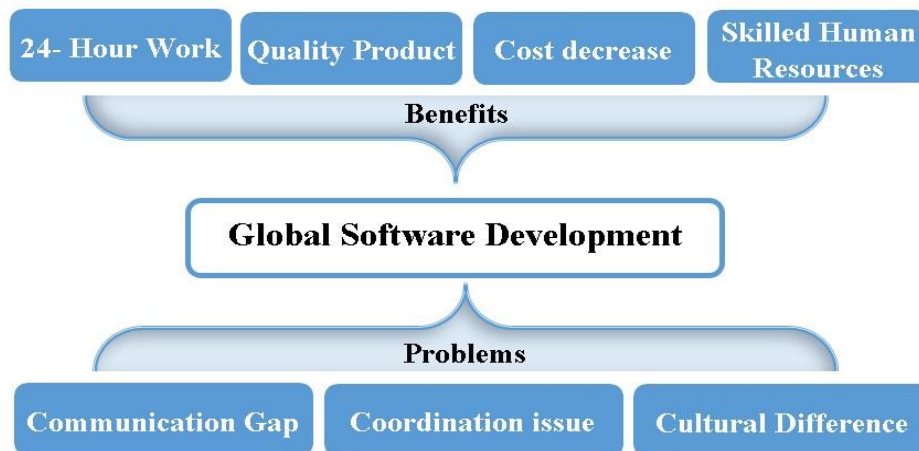 24- Hour Work
Quality Product
Cost decrease
Skilled Human
Resources
Benefits
Global Software Development
Problems
Communication Gap
Coordination issue
Cultural Difference